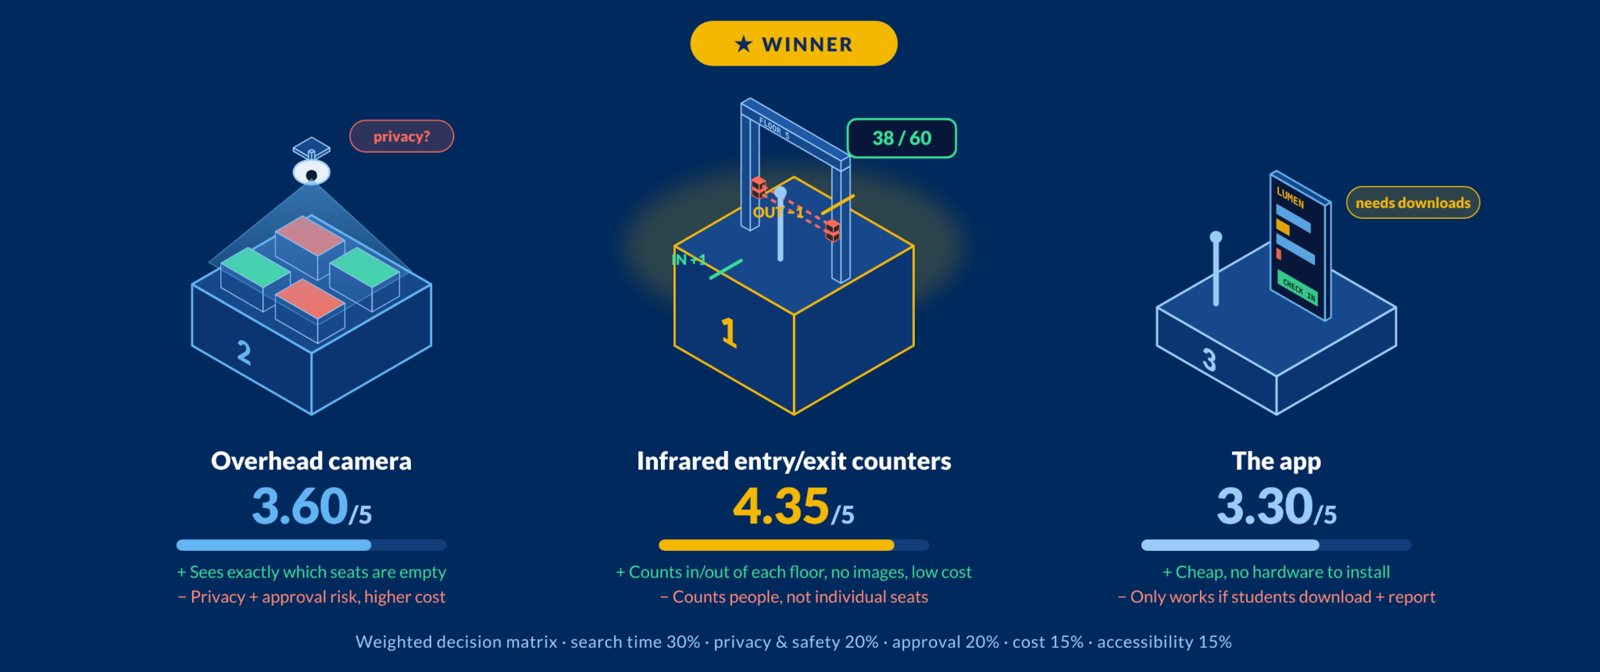 ★ WINNER
privacy?
FLOOR 5
38 / 60
OUT -1
IN +1
LUMEN
CHECK IN
needs downloads
2
1
3
Overhead camera
3.60/5
+ Sees exactly which seats are empty
− Privacy + approval risk, higher cost
Infrared entry/exit counters
4.35/5
+ Counts in/out of each floor, no images, low cost
− Counts people, not individual seats
The app
3.30/5
+ Cheap, no hardware to install
− Only works if students download + report
Weighted decision matrix · search time 30% · privacy & safety 20% · approval 20% · cost 15% · accessibility 15%